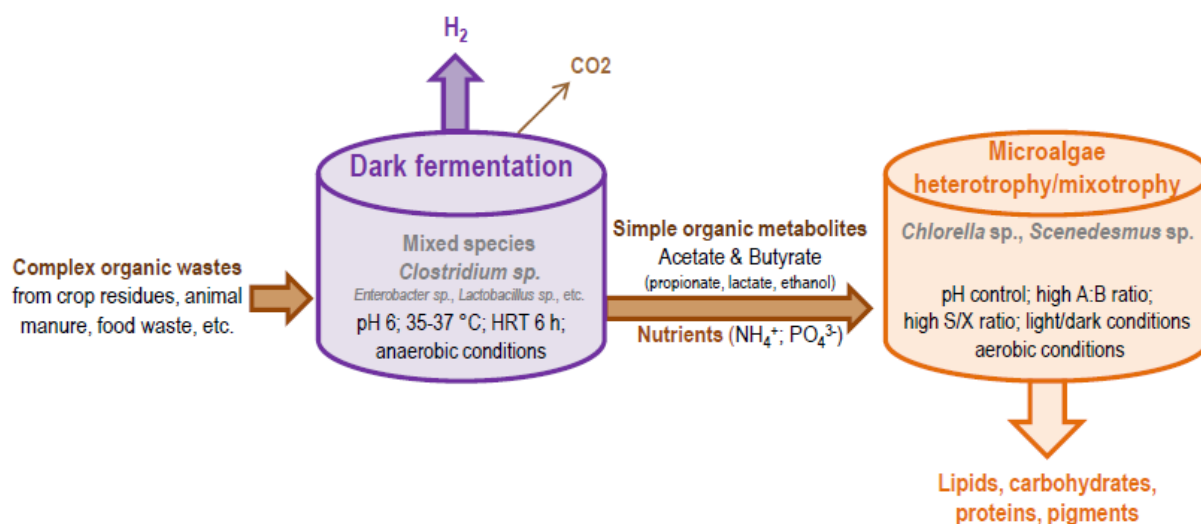 H₂
CO2
Dark fermentation
Mixed species
Clostridium sp.
Enterobacter sp., Lactobacillus sp., etc.
pH 6; 35-37 °C; HRT 6 h;
anaerobic conditions
Complex organic wastes
from crop residues, animal
manure, food waste, etc.
Simple organic metabolites
Acetate & Butyrate
(propionate, lactate, ethanol)
Nutrients (NH₄⁺; PO₄³⁻)
Microalgae
heterotrophy/mixotrophy
Chlorella sp., Scenedesmus sp.
pH control; high A:B ratio;
high S/X ratio; light/dark conditions
aerobic conditions
Lipids, carbohydrates,
proteins, pigments